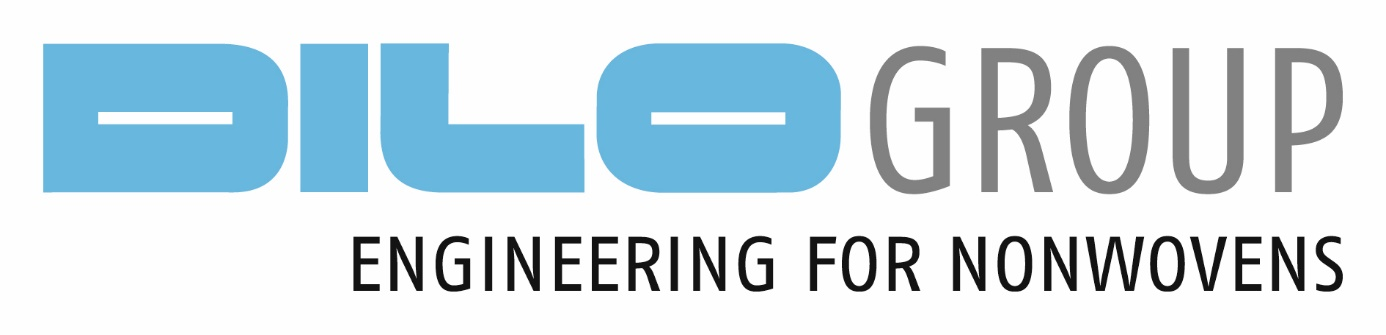 DILO GROUP
ENGINEERING FOR NONWOVENS